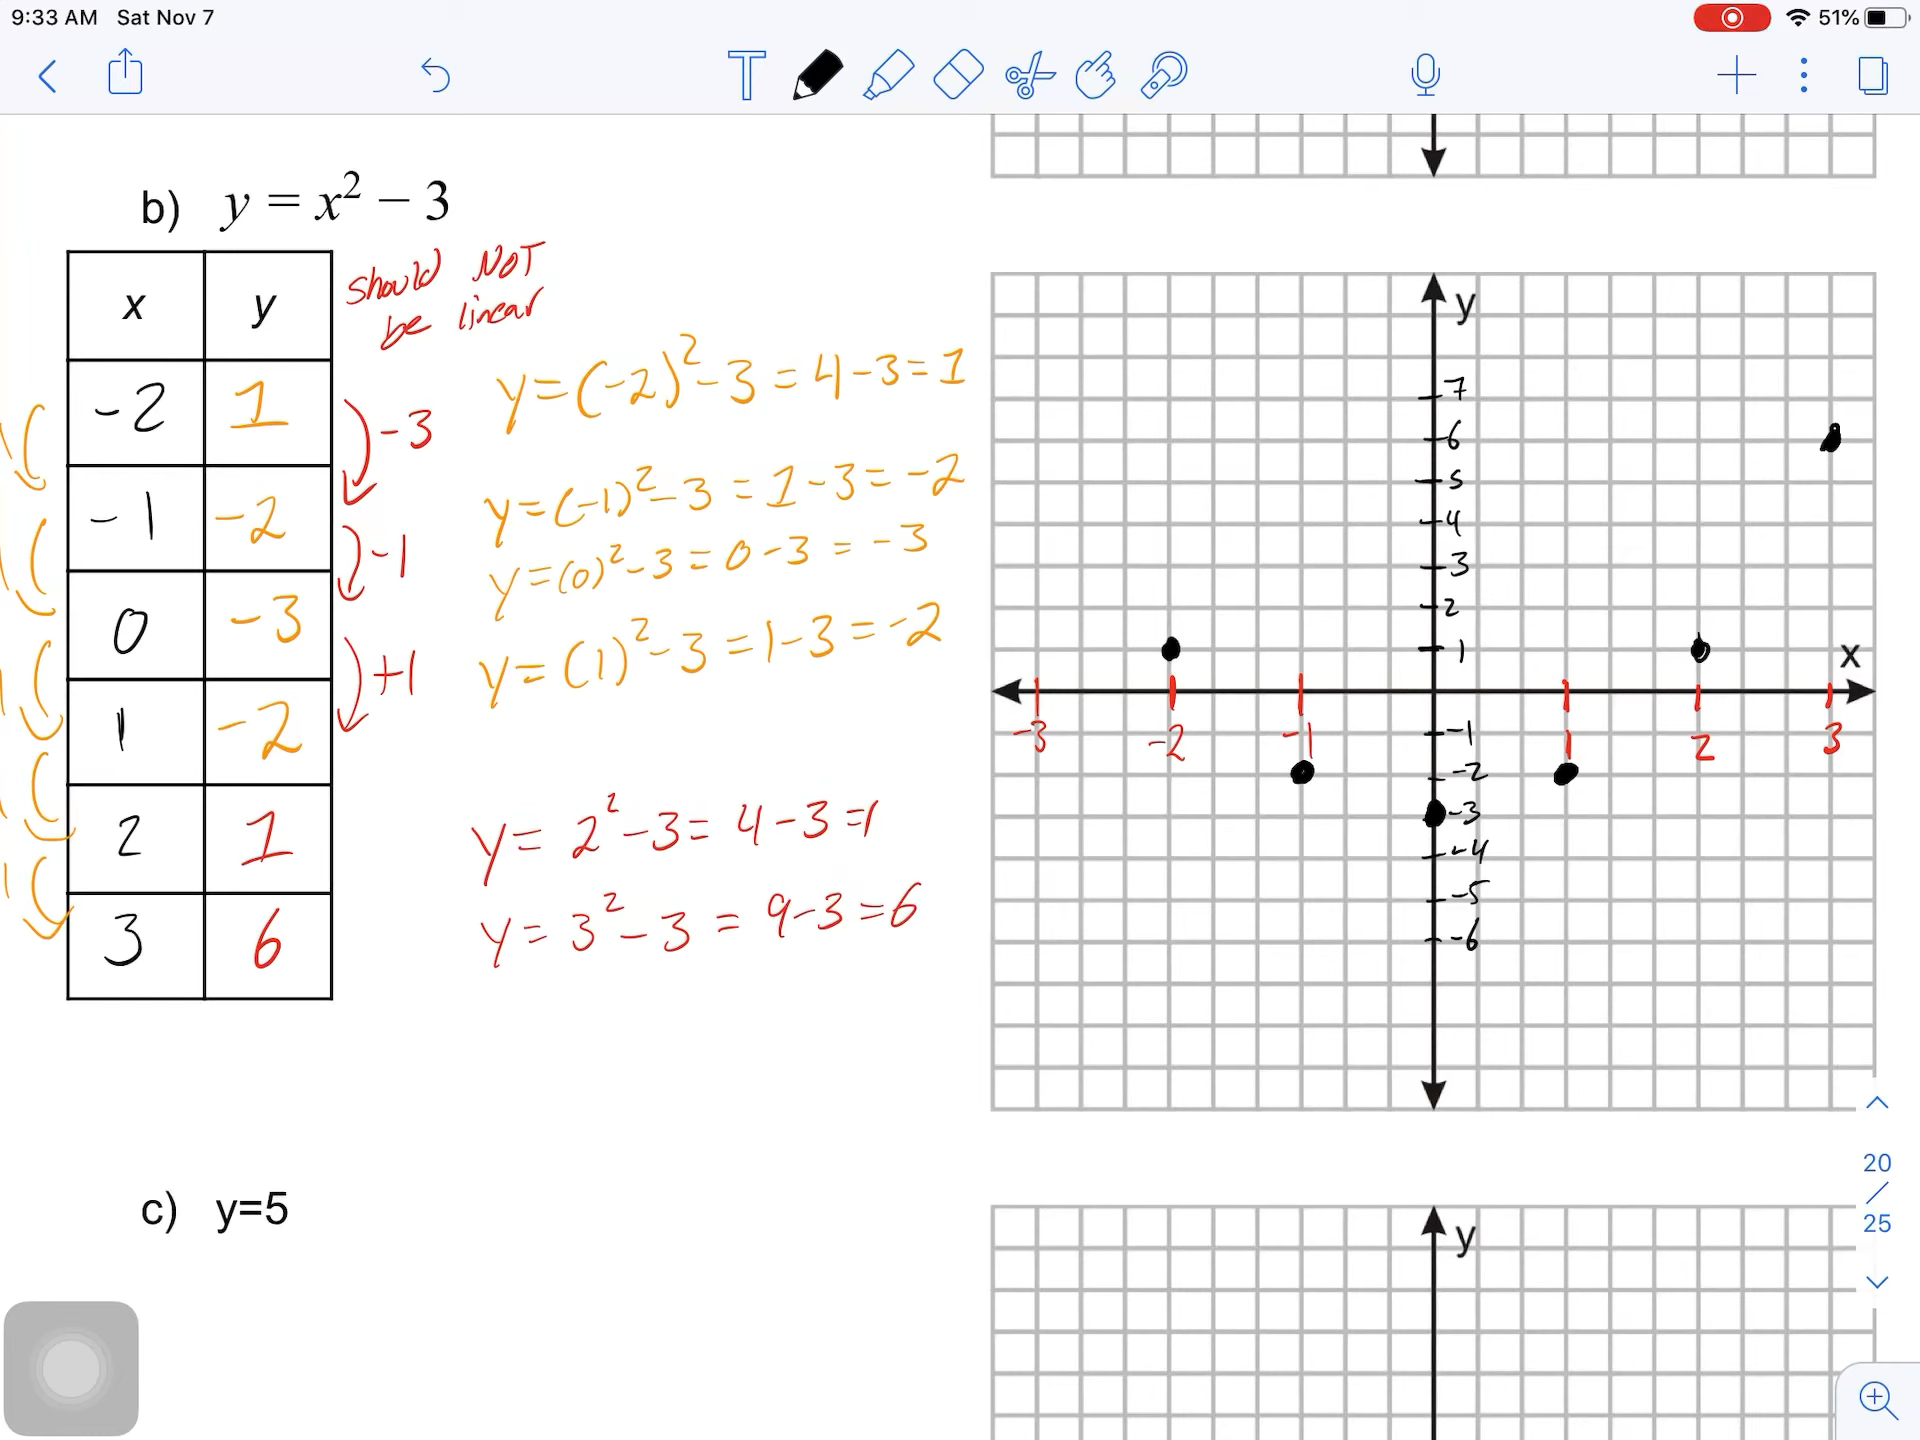 9:33 AM Sat Nov 7
51%
T
b) y = x² − 3
x y
-2 1
-1 -2
0 -3
1 -2
2 1
3 6
should NOT
be linear
-3
-1
+1
y=(-2)²-3=4-3=1
y=(-1)²-3=1-3=-2
y=(0)²-3=0-3=-3
y=(1)²-3=1-3=-2
y=2²-3=4-3=1
y=3²-3=9-3=6
y
7
6
5
4
3
2
1
x
-3 -2 -1 1 2 3
-1
-2
-3
-4
-5
-6
c) y=5
y
20
/
25